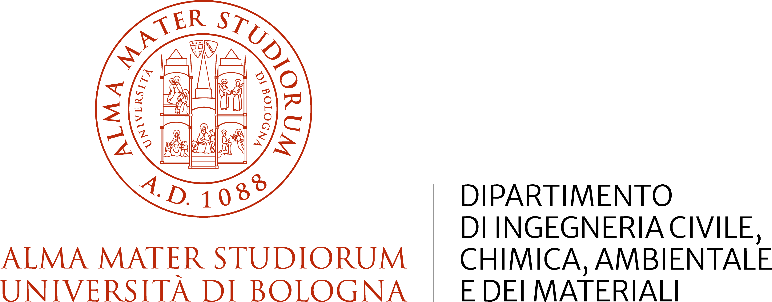 ALMA MATER STUDIORUM
UNIVERSITÀ DI BOLOGNA
A.D. 1088
ALMA MATER STUDIORUM
UNIVERSITÀ DI BOLOGNA
DIPARTIMENTO
DI INGEGNERIA CIVILE,
CHIMICA, AMBIENTALE
E DEI MATERIALI